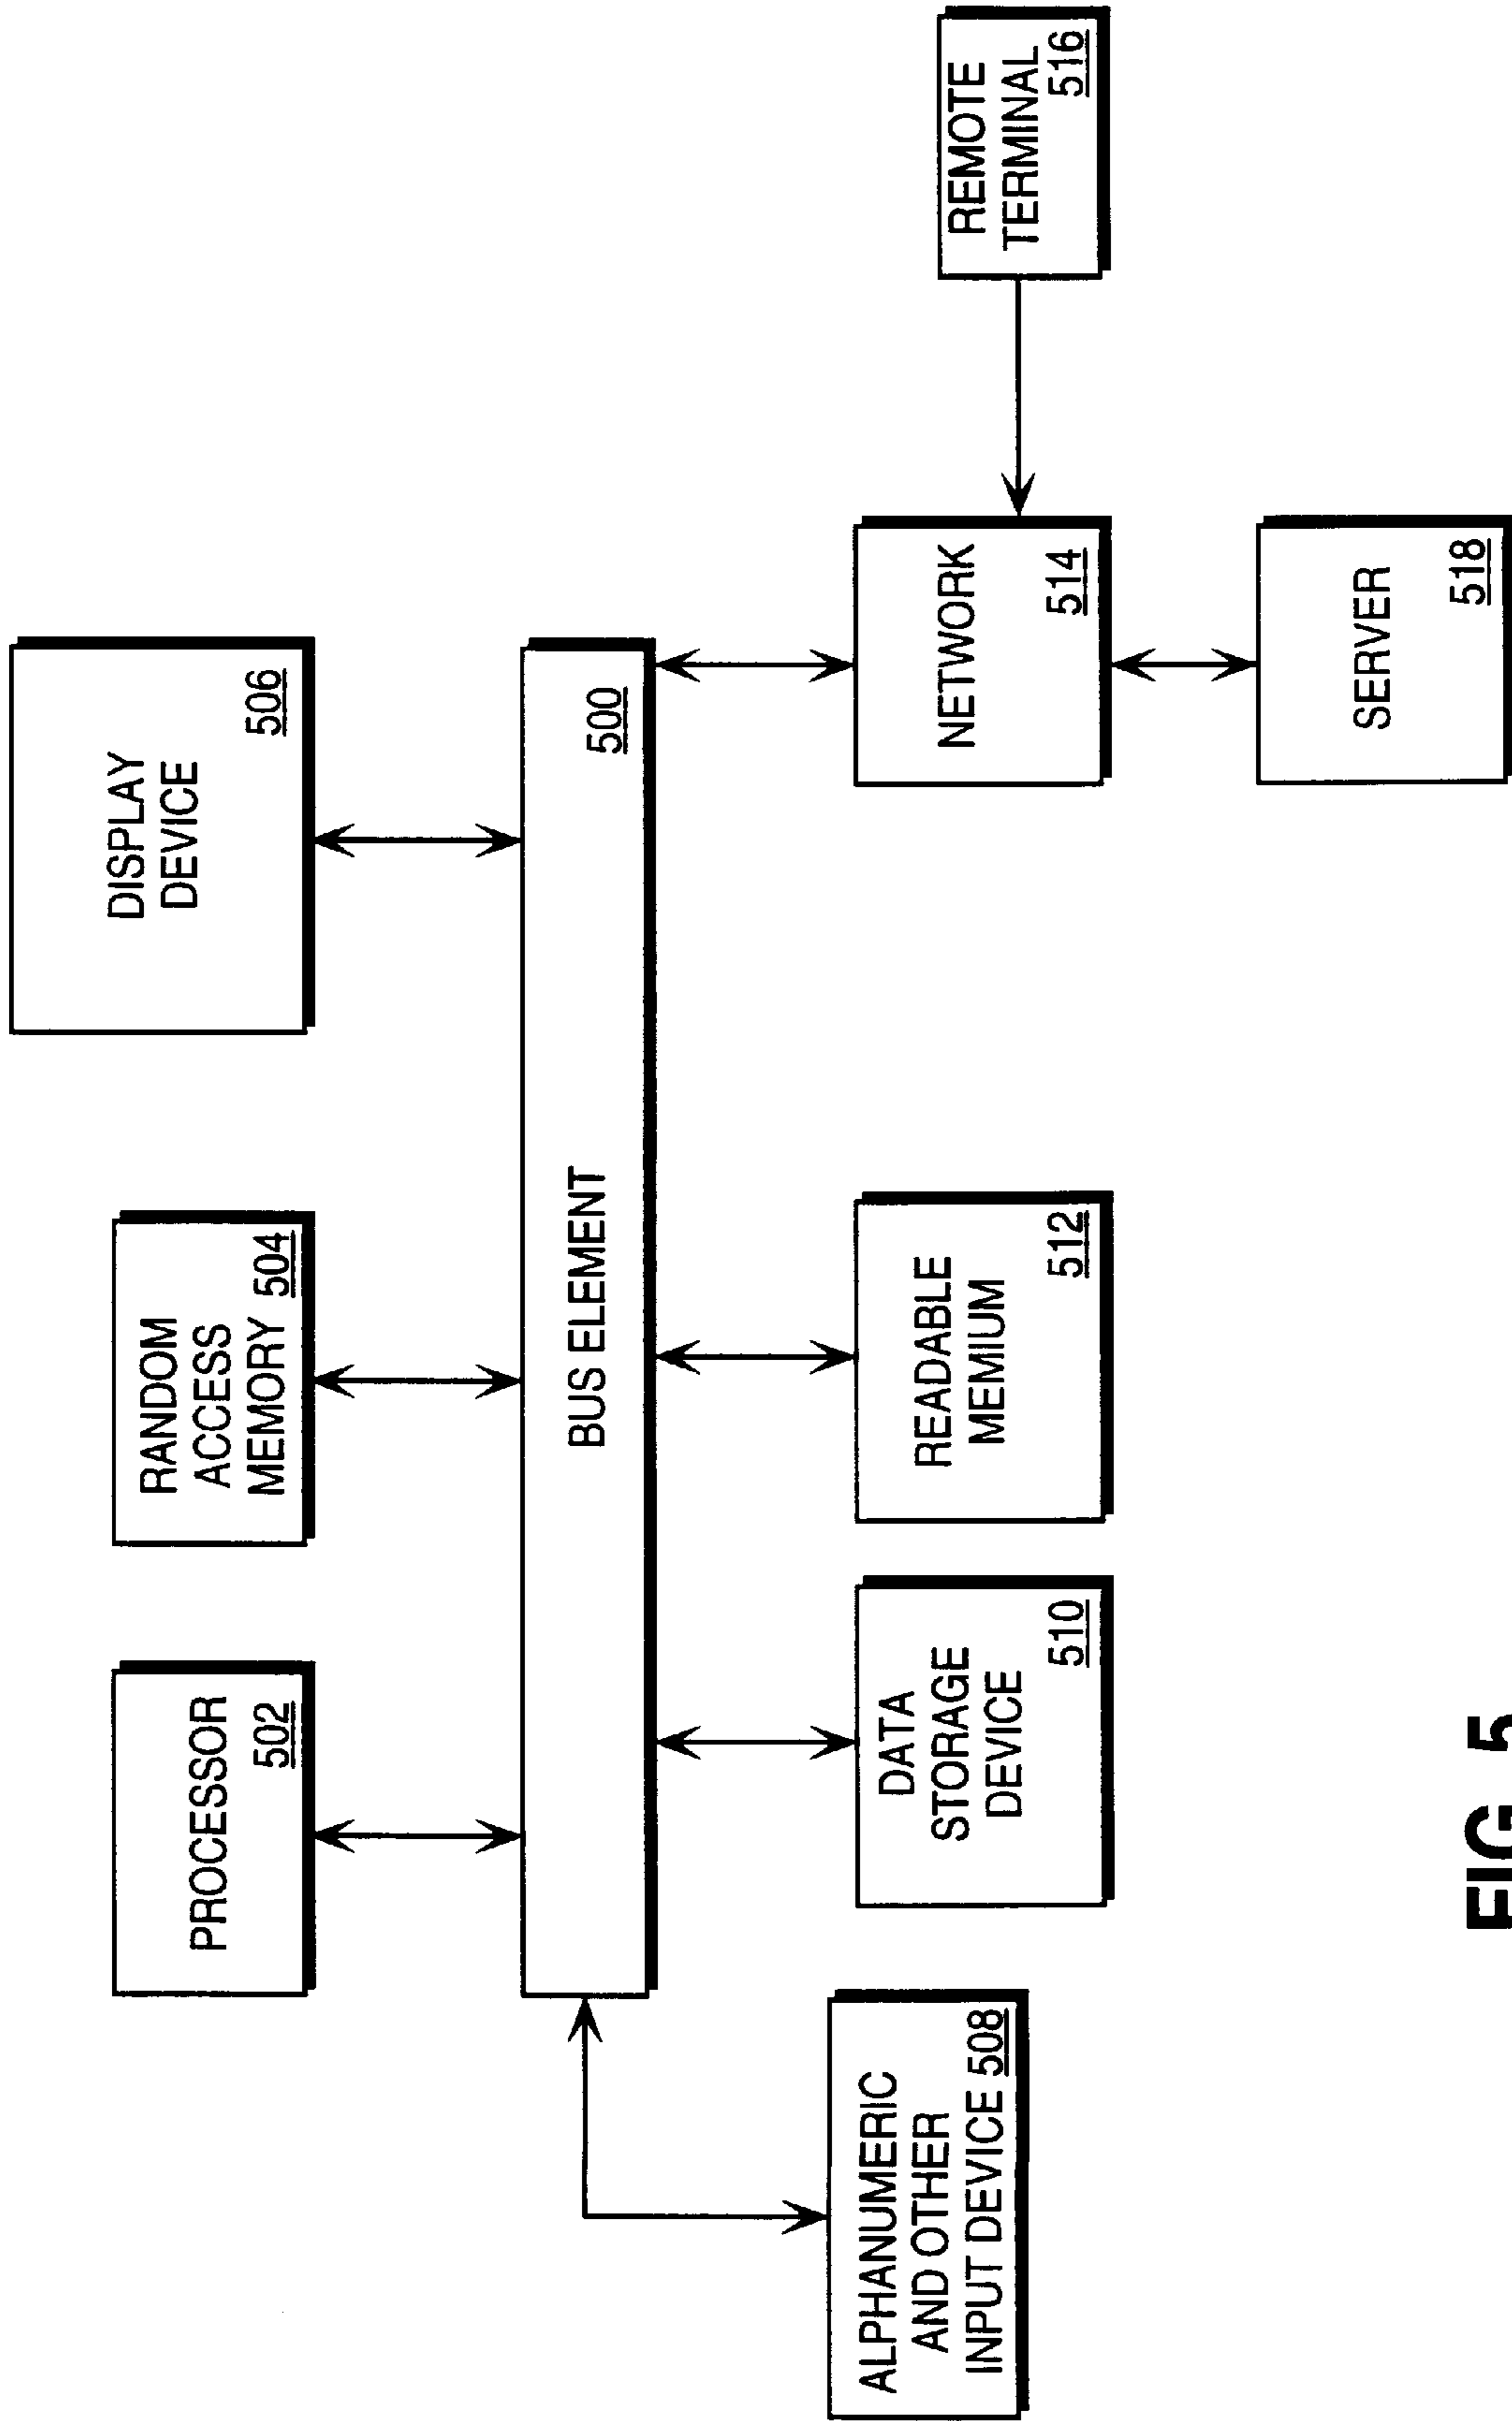 PROCESSOR
502
RANDOM
ACCESS
MEMORY 504
DISPLAY
DEVICE
506
BUS ELEMENT
500
ALPHANUMERIC
AND OTHER
INPUT DEVICE 508
DATA
STORAGE
DEVICE
510
READABLE
MEMIUM
512
NETWORK
514
REMOTE
TERMINAL
516
SERVER
518
FIG. 5